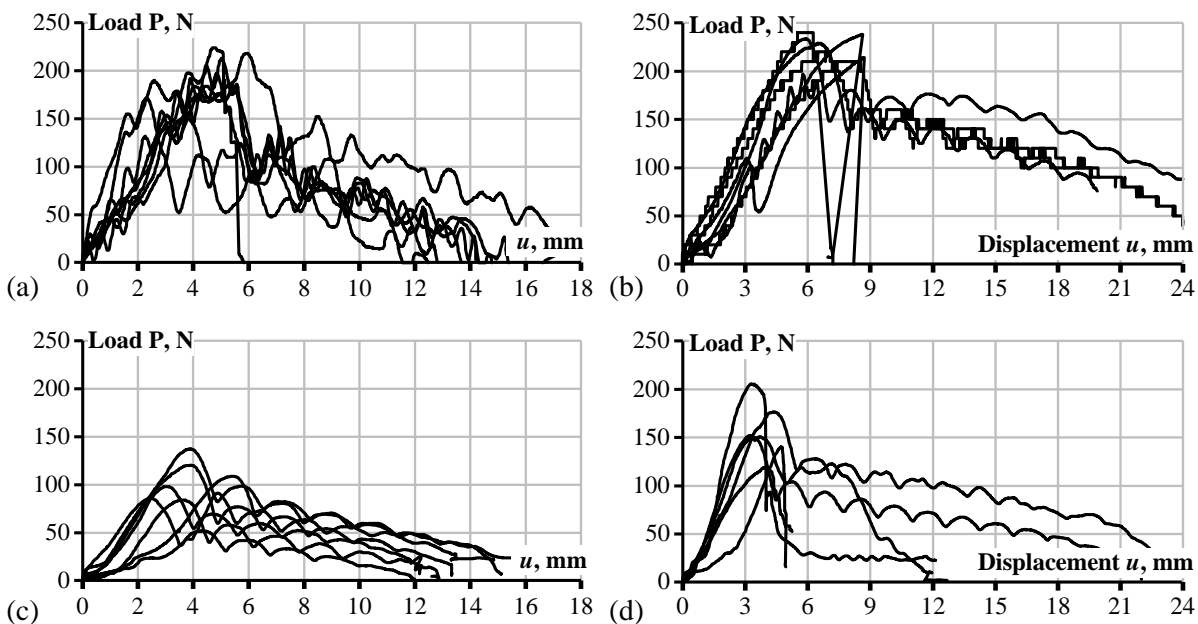 250 Load P, N
200
150
100
50
u, mm
0
(a)
0 2 4 6 8 10 12 14 16 18
250 Load P, N
200
150
100
50
Displacement u, mm
0
(b)
0 3 6 9 12 15 18 21 24
250 Load P, N
200
150
100
50
u, mm
0
(c)
0 2 4 6 8 10 12 14 16 18
250 Load P, N
200
150
100
50
Displacement u, mm
0
(d)
0 3 6 9 12 15 18 21 24